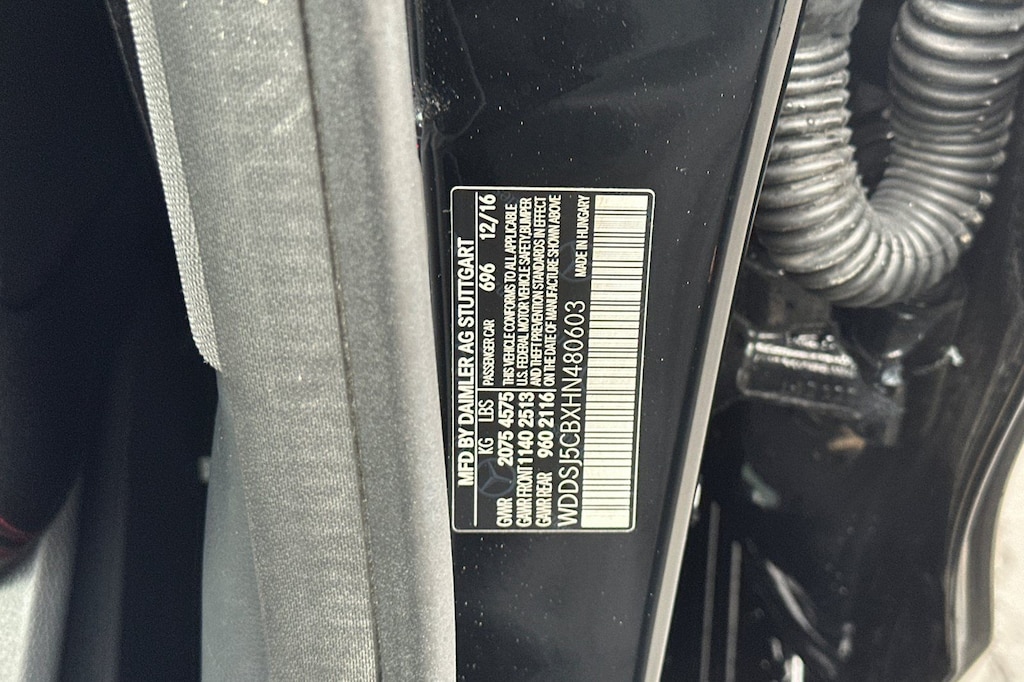 MFD BY DAIMLER AG STUTTGART
KG LBS PASSENGER CAR 696 12/16
GWR 2075 4575 THIS VEHICLE CONFORMS TO ALL APPLICABLE
GAWR FRONT 1140 2513 U.S. FEDERAL MOTOR VEHICLE SAFETY,BUMPER
GAWR REAR 960 2116 AND THEFT PREVENTION STANDARDS IN EFFECT
ON THE DATE OF MANUFACTURE SHOWN ABOVE
WDDSJ5CBXHN480603 MADE IN HUNGARY